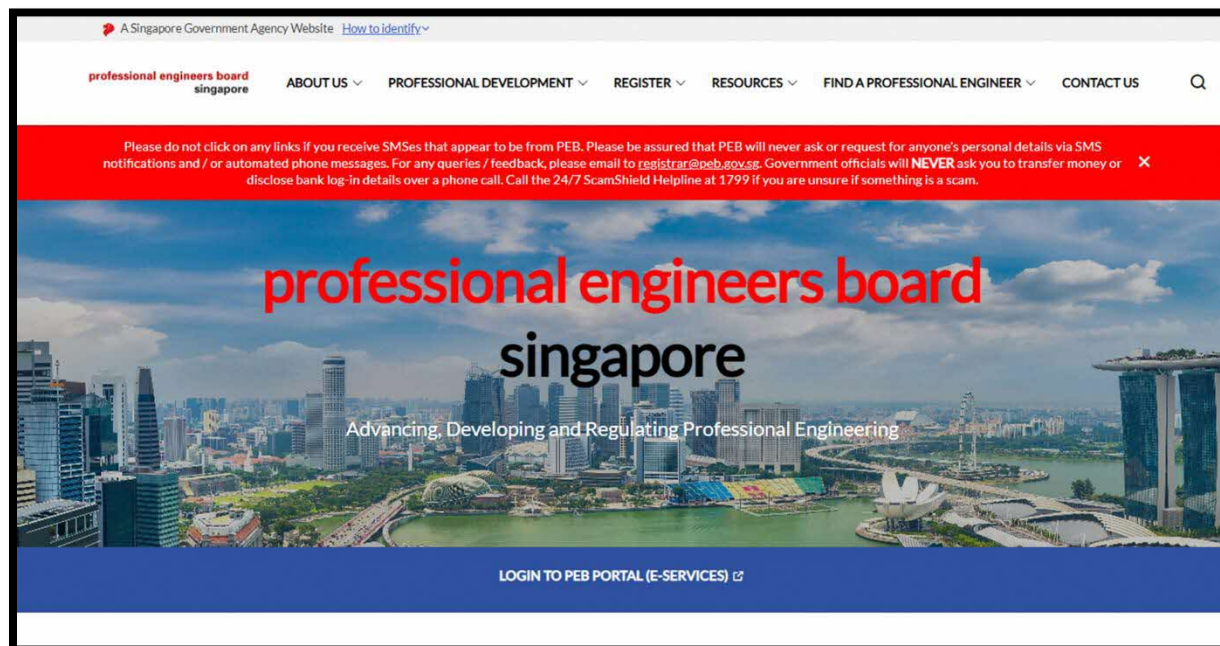 A Singapore Government Agency Website How to identify
professional engineers board
singapore
ABOUT US
PROFESSIONAL DEVELOPMENT
REGISTER
RESOURCES
FIND A PROFESSIONAL ENGINEER
CONTACT US
Please do not click on any links if you receive SMSes that appear to be from PEB. Please be assured that PEB will never ask or request for anyone's personal details via SMS
notifications and / or automated phone messages. For any queries / feedback, please email to registrar@peb.gov.sg. Government officials will NEVER ask you to transfer money or
disclose bank log-in details over a phone call. Call the 24/7 ScamShield Helpline at 1799 if you are unsure if something is a scam.
professional engineers board
singapore
Advancing, Developing and Regulating Professional Engineering
LOGIN TO PEB PORTAL (E-SERVICES)